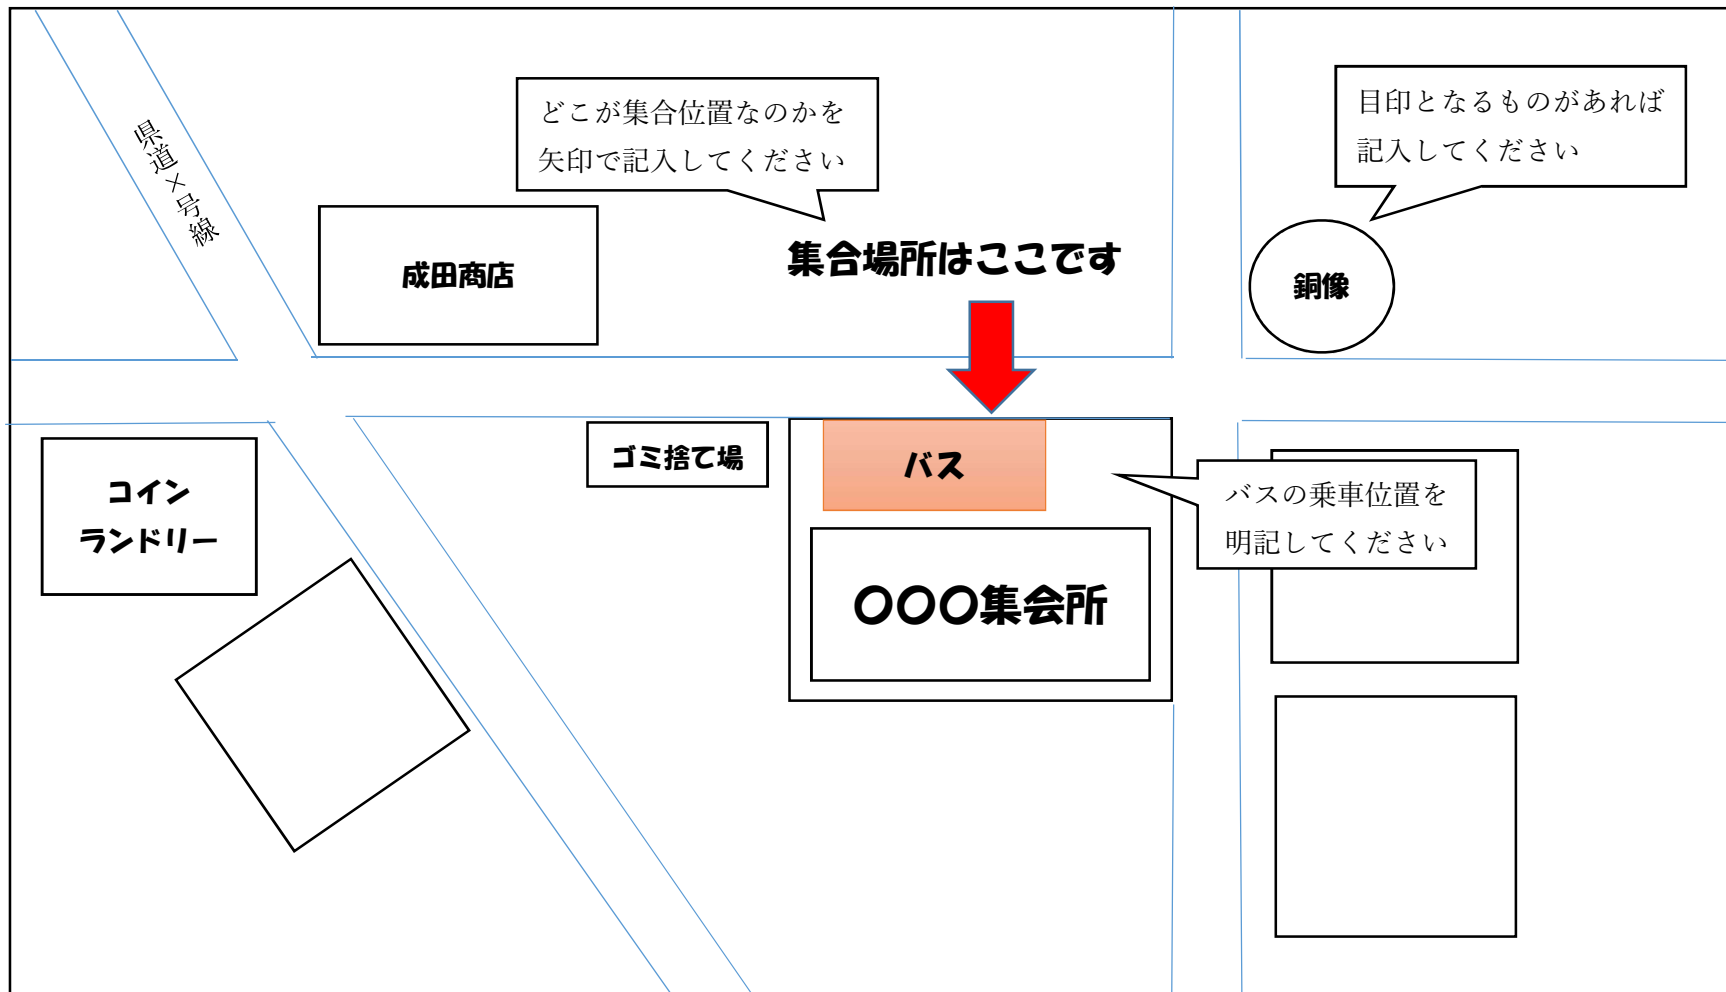 どこが集合位置なのかを
矢印で記入してください
目印となるものがあれば
記入してください
県道×号線
成田商店
集合場所はここです
銅像
ゴミ捨て場
バス
コイン
ランドリー
バスの乗車位置を
明記してください
〇〇〇集会所